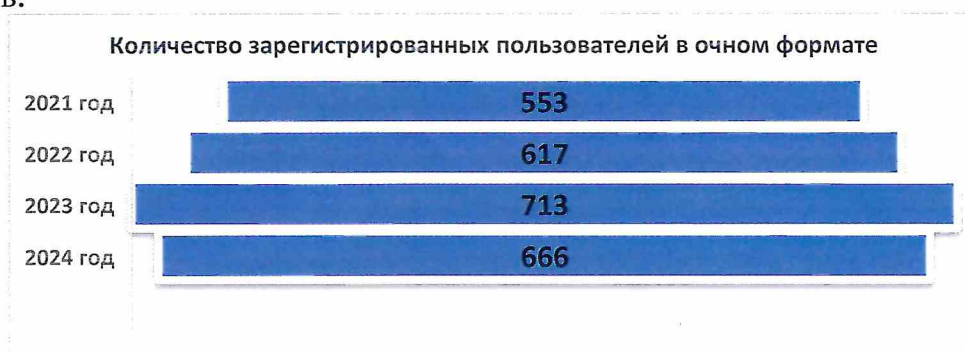 в.
Количество зарегистрированных пользователей в очном формате
2021 год 553
2022 год 617
2023 год 713
2024 год 666